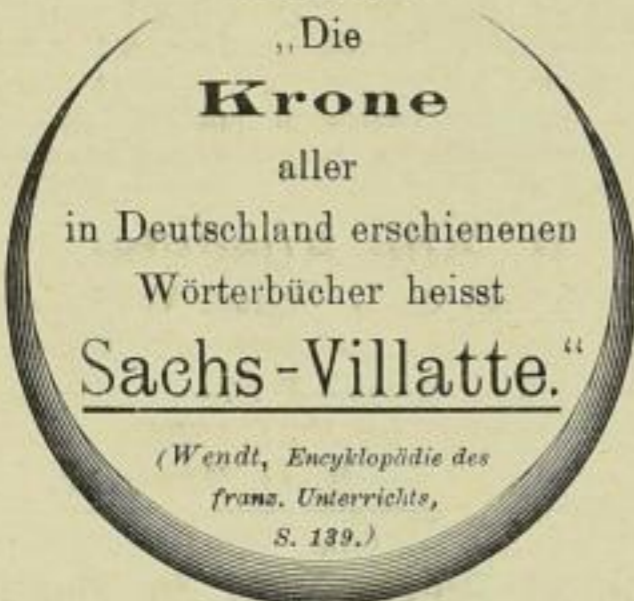 „Die
Krone
aller
in Deutschland erschienenen
Wörterbücher heisst
Sachs-Villatte.“
(Wendt, Encyklopädie des
franz. Unterrichts,
S. 139.)